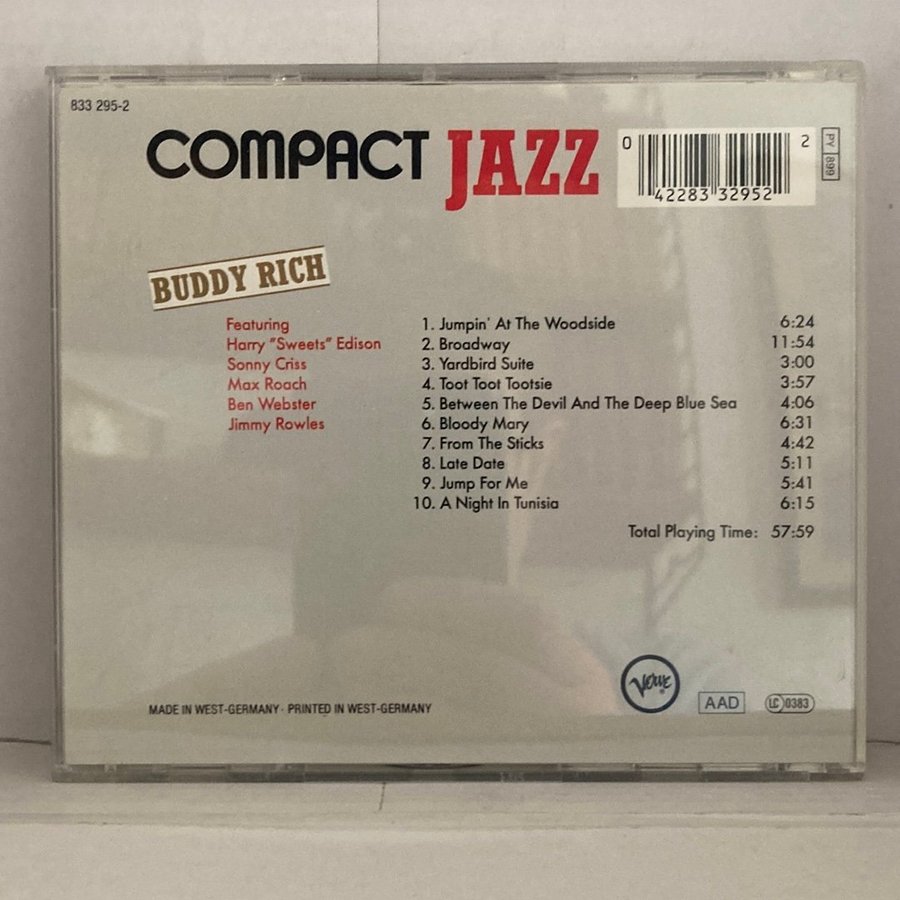 833 295-2
COMPACT JAZZ
0 42283 32952 2
PY 899
BUDDY RICH
Featuring
Harry "Sweets" Edison
Sonny Criss
Max Roach
Ben Webster
Jimmy Rowles
1. Jumpin' At The Woodside 6:24
2. Broadway 11:54
3. Yardbird Suite 3:00
4. Toot Toot Tootsie 3:57
5. Between The Devil And The Deep Blue Sea 4:06
6. Bloody Mary 6:31
7. From The Sticks 4:42
8. Late Date 5:11
9. Jump For Me 5:41
10. A Night In Tunisia 6:15
Total Playing Time: 57:59
Verve
AAD
LC 0383
MADE IN WEST-GERMANY · PRINTED IN WEST-GERMANY